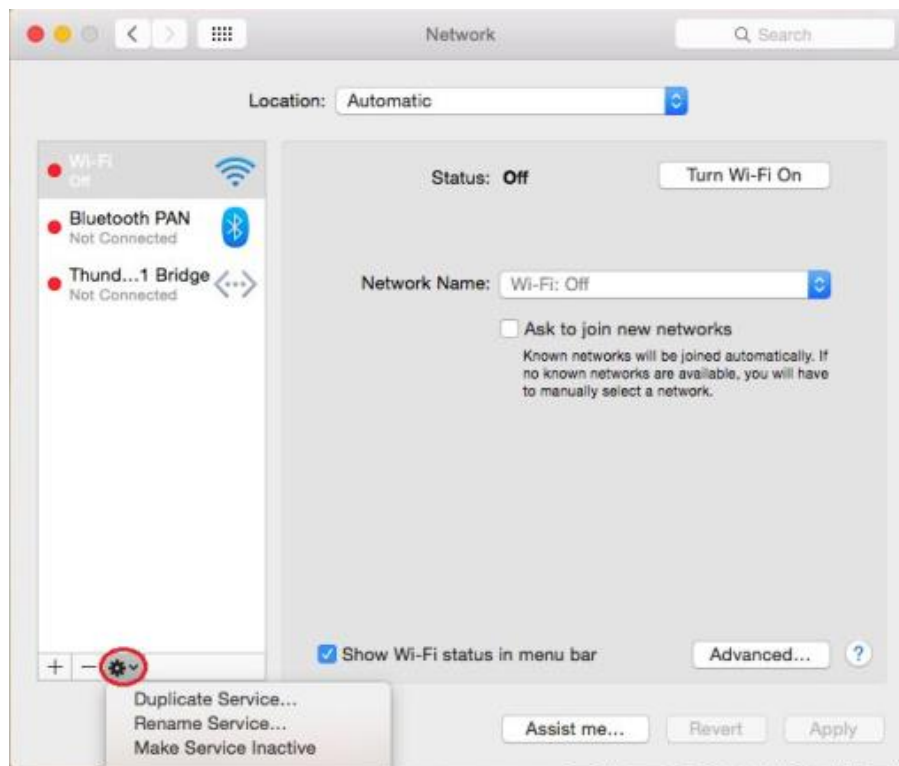 Network
Search
Location: Automatic
Wi-Fi
Off
Bluetooth PAN
Not Connected
Thund...1 Bridge
Not Connected
Status: Off
Turn Wi-Fi On
Network Name: Wi-Fi: Off
Ask to join new networks
Known networks will be joined automatically. If
no known networks are available, you will have
to manually select a network.
+ −
Show Wi-Fi status in menu bar
Advanced... ?
Duplicate Service...
Rename Service...
Make Service Inactive
Assist me... Revert Apply